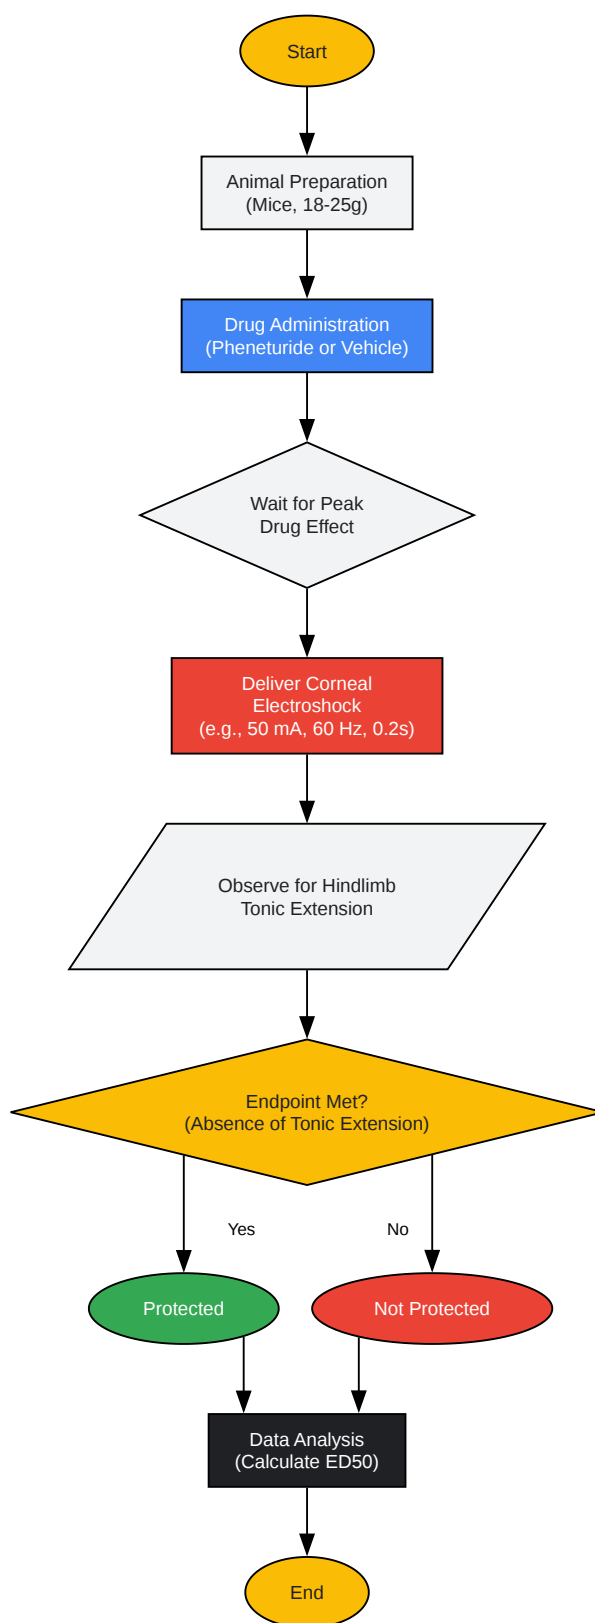 Start
Animal Preparation
(Mice, 18-25g)
Drug Administration
(Pheneturide or Vehicle)
Wait for Peak
Drug Effect
Deliver Corneal
Electroshock
(e.g., 50 mA, 60 Hz, 0.2s)
Observe for Hindlimb
Tonic Extension
Endpoint Met?
(Absence of Tonic Extension)
Yes
No
Protected
Not Protected
Data Analysis
(Calculate ED50)
End